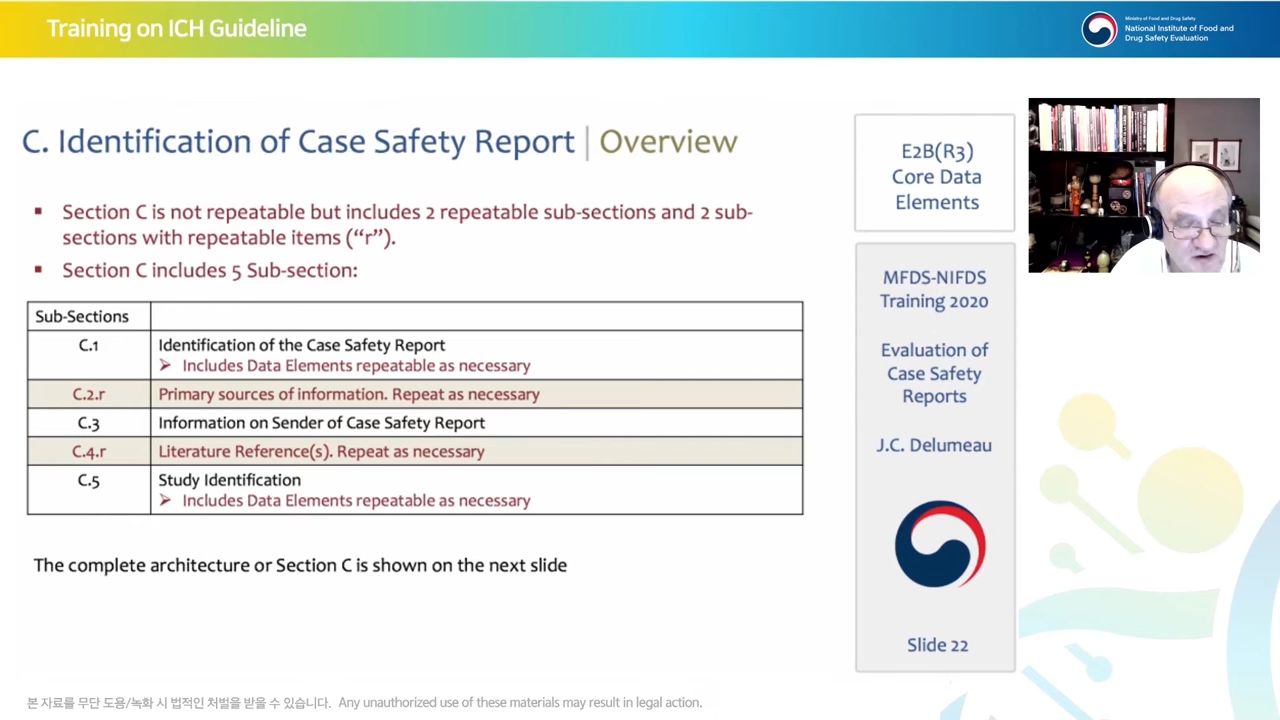 Training on ICH Guideline
Ministry of Food and Drug Safety
National Institute of Food and
Drug Safety Evaluation
C. Identification of Case Safety Report | Overview
▪ Section C is not repeatable but includes 2 repeatable sub-sections and 2 sub-
sections with repeatable items (“r”).
▪ Section C includes 5 Sub-section:
Sub-Sections
C.1 Identification of the Case Safety Report
➢ Includes Data Elements repeatable as necessary
C.2.r Primary sources of information. Repeat as necessary
C.3 Information on Sender of Case Safety Report
C.4.r Literature Reference(s). Repeat as necessary
C.5 Study Identification
➢ Includes Data Elements repeatable as necessary
The complete architecture or Section C is shown on the next slide
E2B(R3)
Core Data
Elements
MFDS-NIFDS
Training 2020
Evaluation of
Case Safety
Reports
J.C. Delumeau
Slide 22
본 자료를 무단 도용/녹화 시 법적인 처벌을 받을 수 있습니다. Any unauthorized use of these materials may result in legal action.